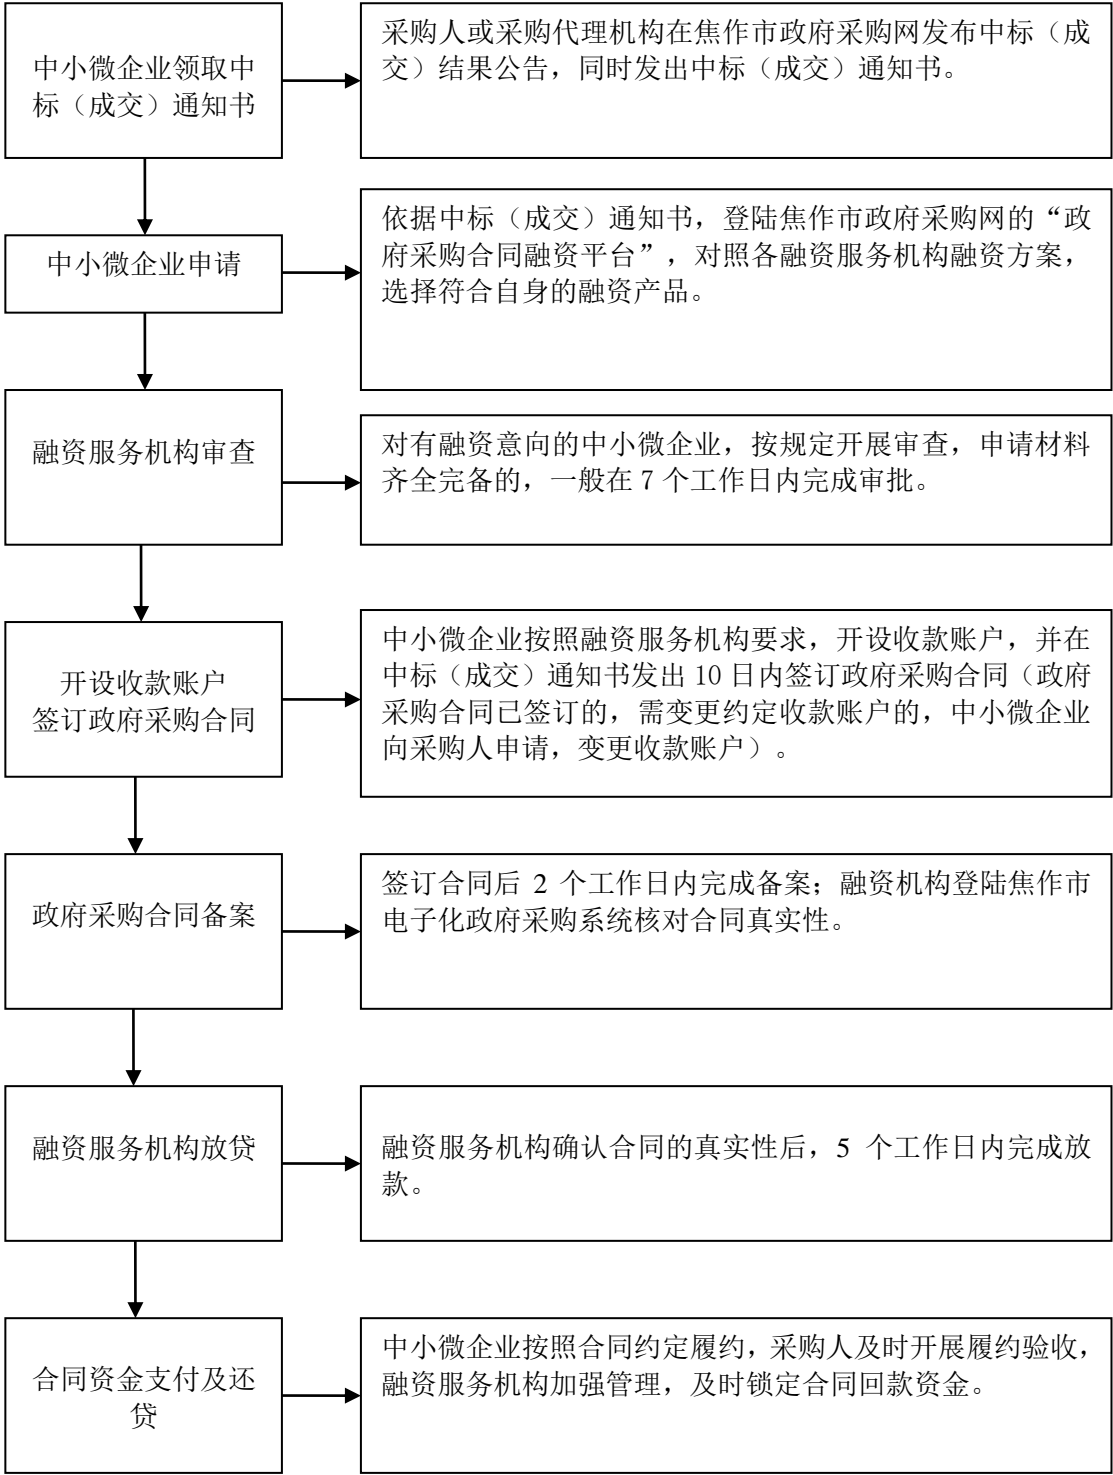 中小微企业领取中
标（成交）通知书
采购人或采购代理机构在焦作市政府采购网发布中标（成
交）结果公告，同时发出中标（成交）通知书。
中小微企业申请
依据中标（成交）通知书，登陆焦作市政府采购网的“政
府采购合同融资平台”，对照各融资服务机构融资方案，
选择符合自身的融资产品。
融资服务机构审查
对有融资意向的中小微企业，按规定开展审查，申请材料
齐全完备的，一般在 7 个工作日内完成审批。
开设收款账户
签订政府采购合同
中小微企业按照融资服务机构要求，开设收款账户，并在
中标（成交）通知书发出 10 日内签订政府采购合同（政府
采购合同已签订的，需变更约定收款账户的，中小微企业
向采购人申请，变更收款账户）。
政府采购合同备案
签订合同后 2 个工作日内完成备案；融资机构登陆焦作市
电子化政府采购系统核对合同真实性。
融资服务机构放贷
融资服务机构确认合同的真实性后，5 个工作日内完成放
款。
合同资金支付及还
贷
中小微企业按照合同约定履约，采购人及时开展履约验收，
融资服务机构加强管理，及时锁定合同回款资金。